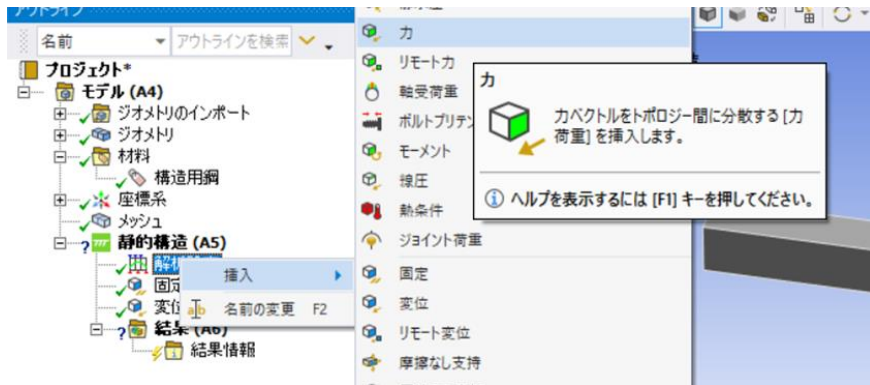 アウトライン
名前
アウトラインを検索
プロジェクト*
モデル (A4)
ジオメトリのインポート
ジオメトリ
材料
構造用鋼
座標系
メッシュ
静的構造 (A5)
解析
固定
変位
結果 (A6)
結果情報
挿入
名前の変更 F2
力
リモート力
軸受荷重
ボルトプリテン
モーメント
線圧
熱条件
ジョイント荷重
固定
変位
リモート変位
摩擦なし支持
力
力ベクトルをトポロジー間に分散する [力
荷重] を挿入します。
ヘルプを表示するには [F1] キーを押してください。